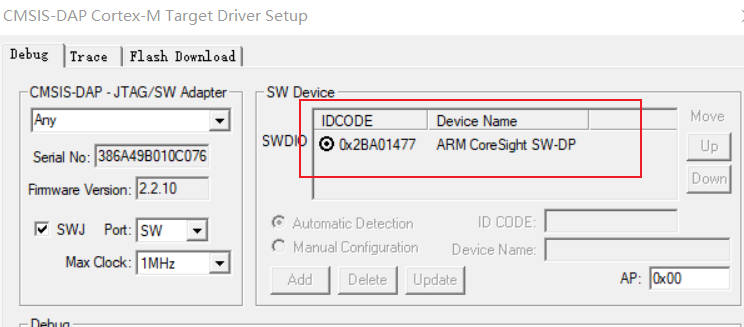 CMSIS-DAP Cortex-M Target Driver Setup
Debug Trace Flash Download
CMSIS-DAP - JTAG/SW Adapter
Any
Serial No: 386A49B010C076
Firmware Version: 2.2.10
SWJ Port: SW
Max Clock: 1MHz
SW Device
IDCODE Device Name Move
SWDIO 0x2BA01477 ARM CoreSight SW-DP Up
Down
Automatic Detection ID CODE:
Manual Configuration Device Name:
Add Delete Update AP: 0x00
Debug